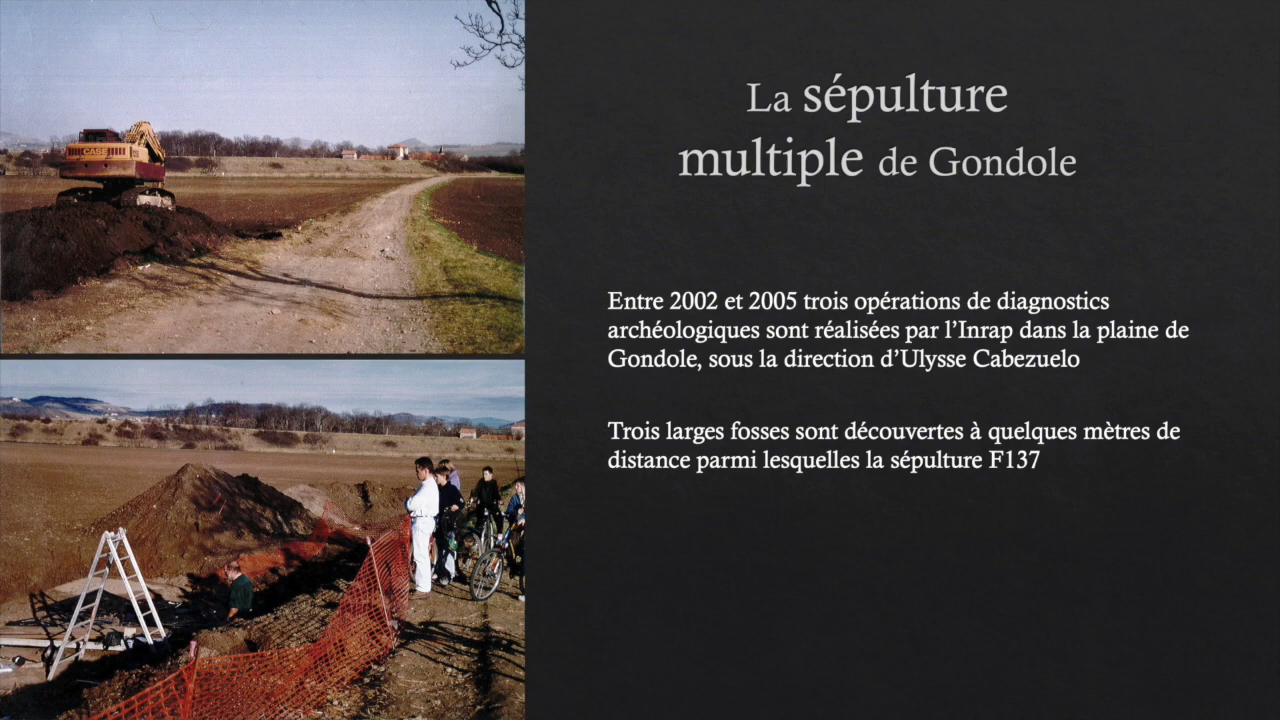 CASE
La sépulture
multiple de Gondole
Entre 2002 et 2005 trois opérations de diagnostics
archéologiques sont réalisées par l’Inrap dans la plaine de
Gondole, sous la direction d’Ulysse Cabezuelo
Trois larges fosses sont découvertes à quelques mètres de
distance parmi lesquelles la sépulture F137